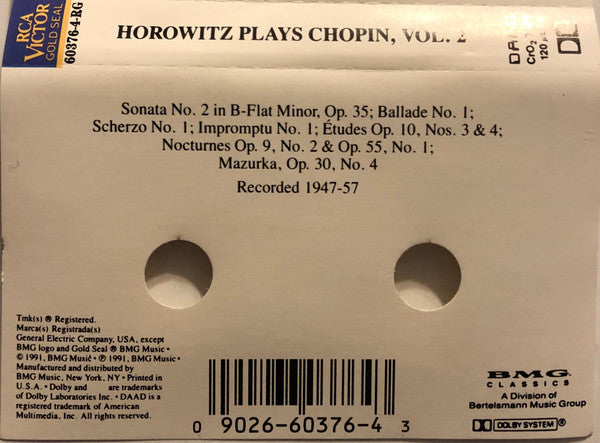 RCA
VICTOR
GOLD SEAL
60376-4-RG
HOROWITZ PLAYS CHOPIN, VOL. 2
CrO₂
120 µ
Sonata No. 2 in B-Flat Minor, Op. 35; Ballade No. 1;
Scherzo No. 1; Impromptu No. 1; Études Op. 10, Nos. 3 & 4;
Nocturnes Op. 9, No. 2 & Op. 55, No. 1;
Mazurka, Op. 30, No. 4
Recorded 1947-57
Tmk(s) ® Registered.
Marca(s) Registrada(s)
General Electric Company, USA, except
BMG logo and Gold Seal ® BMG Music •
© 1991, BMG Music • ℗ 1991, BMG Music •
Manufactured and distributed by
BMG Music, New York, NY • Printed in
U.S.A. • Dolby and are trademarks
of Dolby Laboratories Inc. • DAAD is a
registered trademark of American
Multimedia, Inc. All rights reserved.
0 9026-60376-4 3
BMG
CLASSICS
A Division of
Bertelsmann Music Group
DOLBY SYSTEM ®